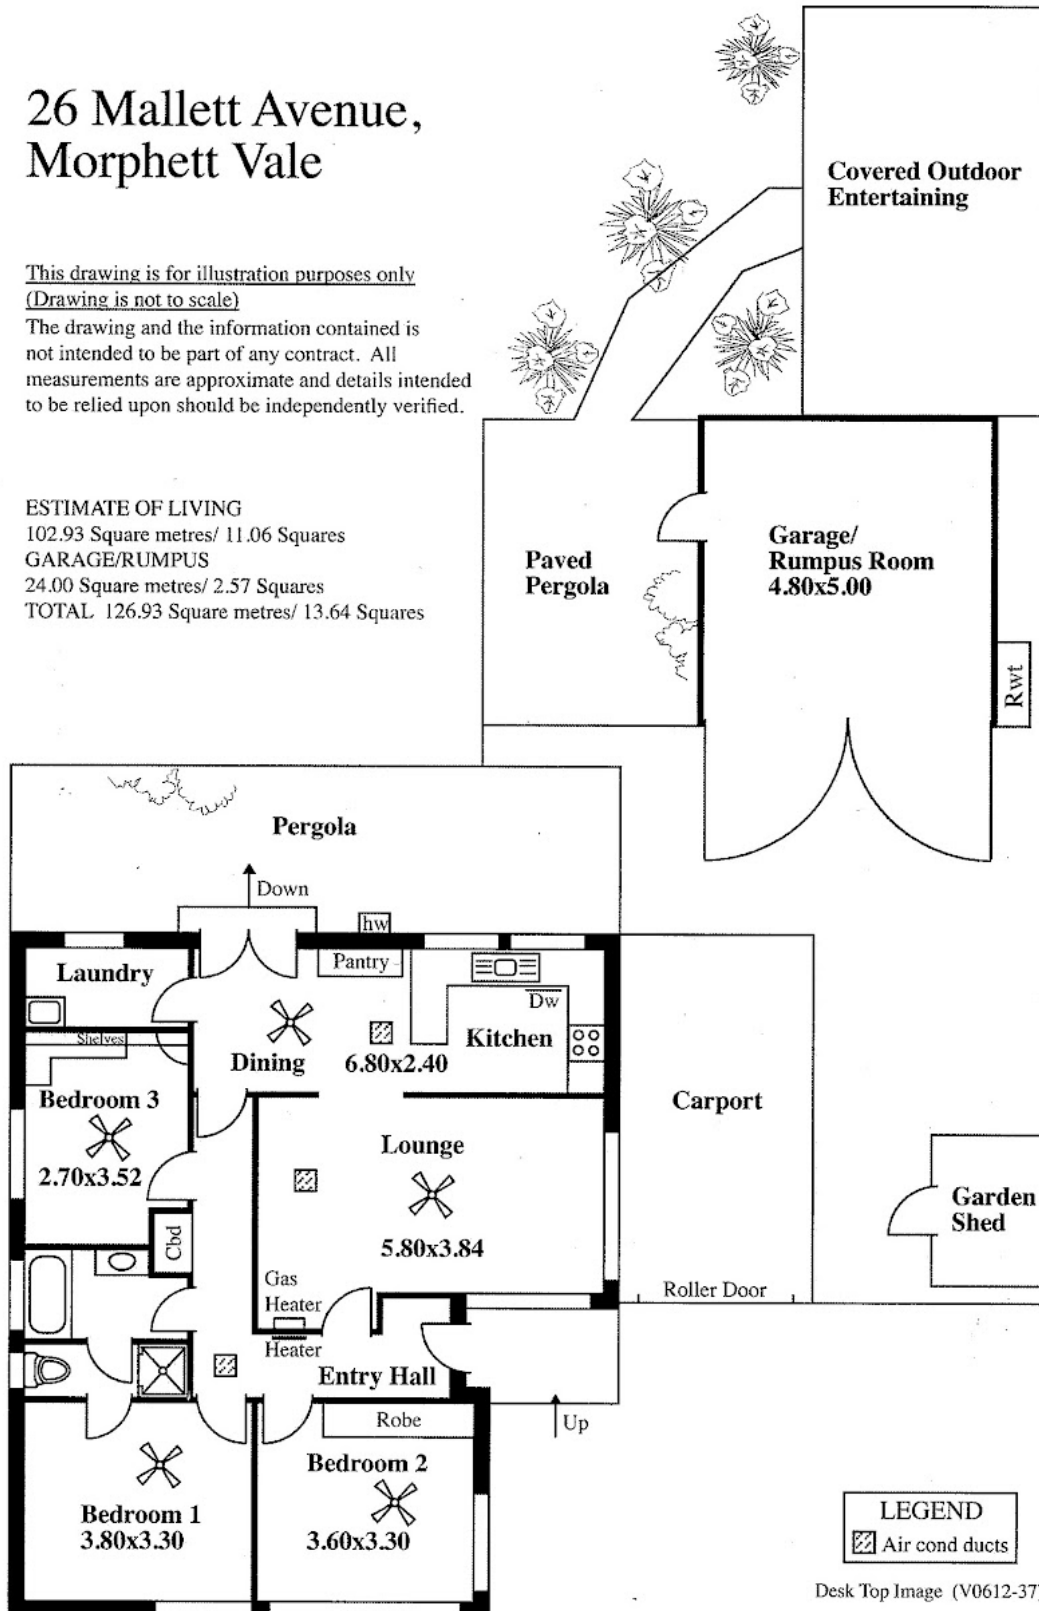 26 Mallett Avenue,
Morphett Vale
This drawing is for illustration purposes only
(Drawing is not to scale)
The drawing and the information contained is
not intended to be part of any contract. All
measurements are approximate and details intended
to be relied upon should be independently verified.
ESTIMATE OF LIVING
102.93 Square metres/ 11.06 Squares
GARAGE/RUMPUS
24.00 Square metres/ 2.57 Squares
TOTAL 126.93 Square metres/ 13.64 Squares
Covered Outdoor
Entertaining
Paved
Pergola
Garage/
Rumpus Room
4.80x5.00
Rwt
Pergola
Down
hw
Laundry
Pantry
Dw
Kitchen
Dining
6.80x2.40
Shelves
Bedroom 3
2.70x3.52
Cbd
Lounge
5.80x3.84
Gas
Heater
Heater
Entry Hall
Carport
Roller Door
Garden
Shed
Up
Robe
Bedroom 1
3.80x3.30
Bedroom 2
3.60x3.30
LEGEND
Air cond ducts
Desk Top Image (V0612-37)